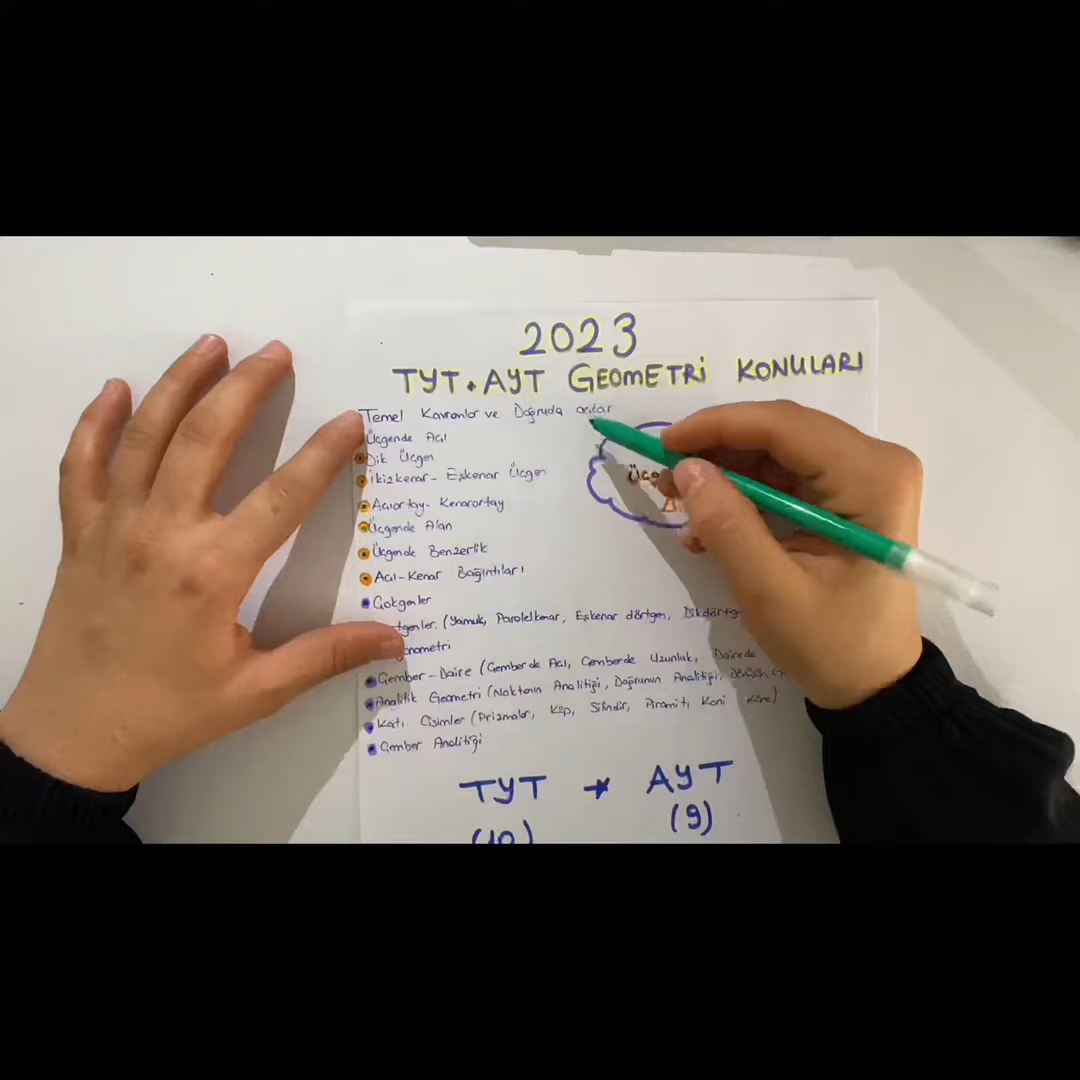 2023
TYT + AYT GEOMETRİ KONULARI
Temel Kavramlar ve Doğruda açılar
Üçgende Açı
Dik Üçgen
İkizkenar - Eşkenar Üçgen
Açıortay - Kenarortay
Üçgende Alan
Üçgende Benzerlik
Açı-Kenar Bağıntıları
Çokgenler
(Yamuk, Paralelkenar, Eşkenar dörtgen,
Çember - Daire (Çemberde Açı, Çemberde Uzunluk, Dairede
Analitik Geometri (Noktanın Analitiği, Doğrunun Analitiği,
Katı Cisimler (Prizmalar, Küp, Silindir, Piramit, Koni Küre)
Çember Analitiği
TYT * AYT
(10) (9)